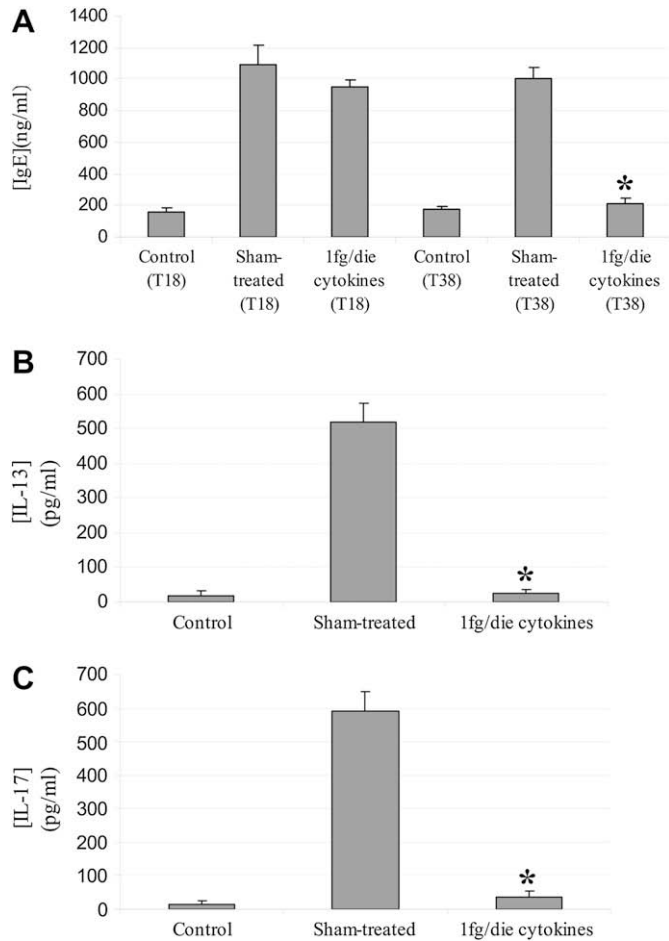 A
[IgE](ng/ml)
1400
1200
1000
800
600
400
200
0
*
Control
(T18)
Sham-
treated
(T18)
1fg/die
cytokines
(T18)
Control
(T38)
Sham-
treated
(T38)
1fg/die
cytokines
(T38)
B
[IL-13]
(pg/ml)
700
600
500
400
300
200
100
0
*
Control
Sham-treated
1fg/die cytokines
C
[IL-17]
(pg/ml)
700
600
500
400
300
200
100
0
*
Control
Sham-treated
1fg/die cytokines